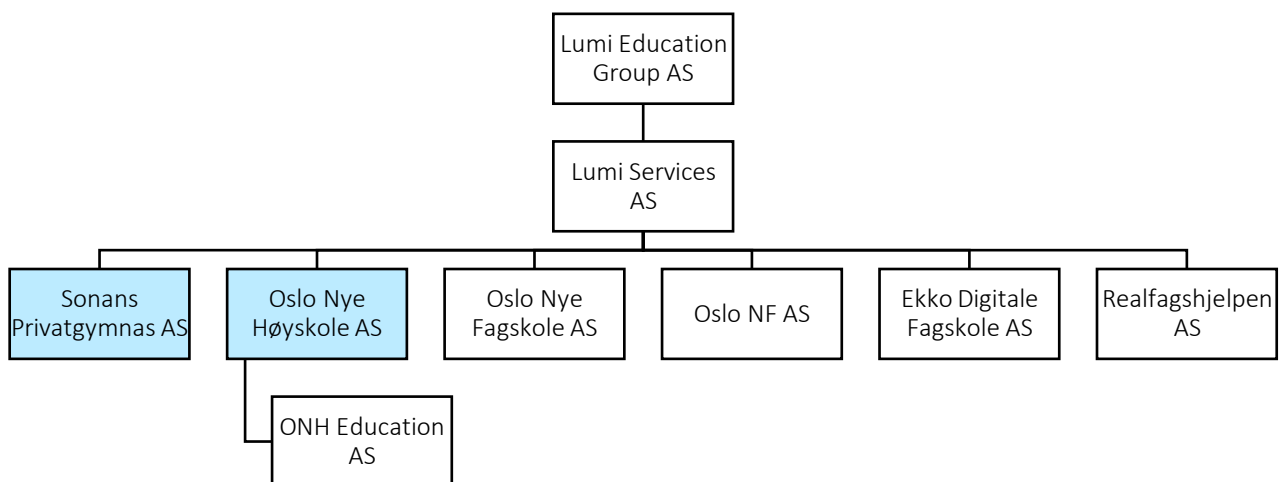 Lumi Education
Group AS
Lumi Services
AS
Sonans
Privatgymnas AS
Oslo Nye
Høyskole AS
Oslo Nye
Fagskole AS
Oslo NF AS
Ekko Digitale
Fagskole AS
Realfagshjelpen
AS
ONH Education
AS